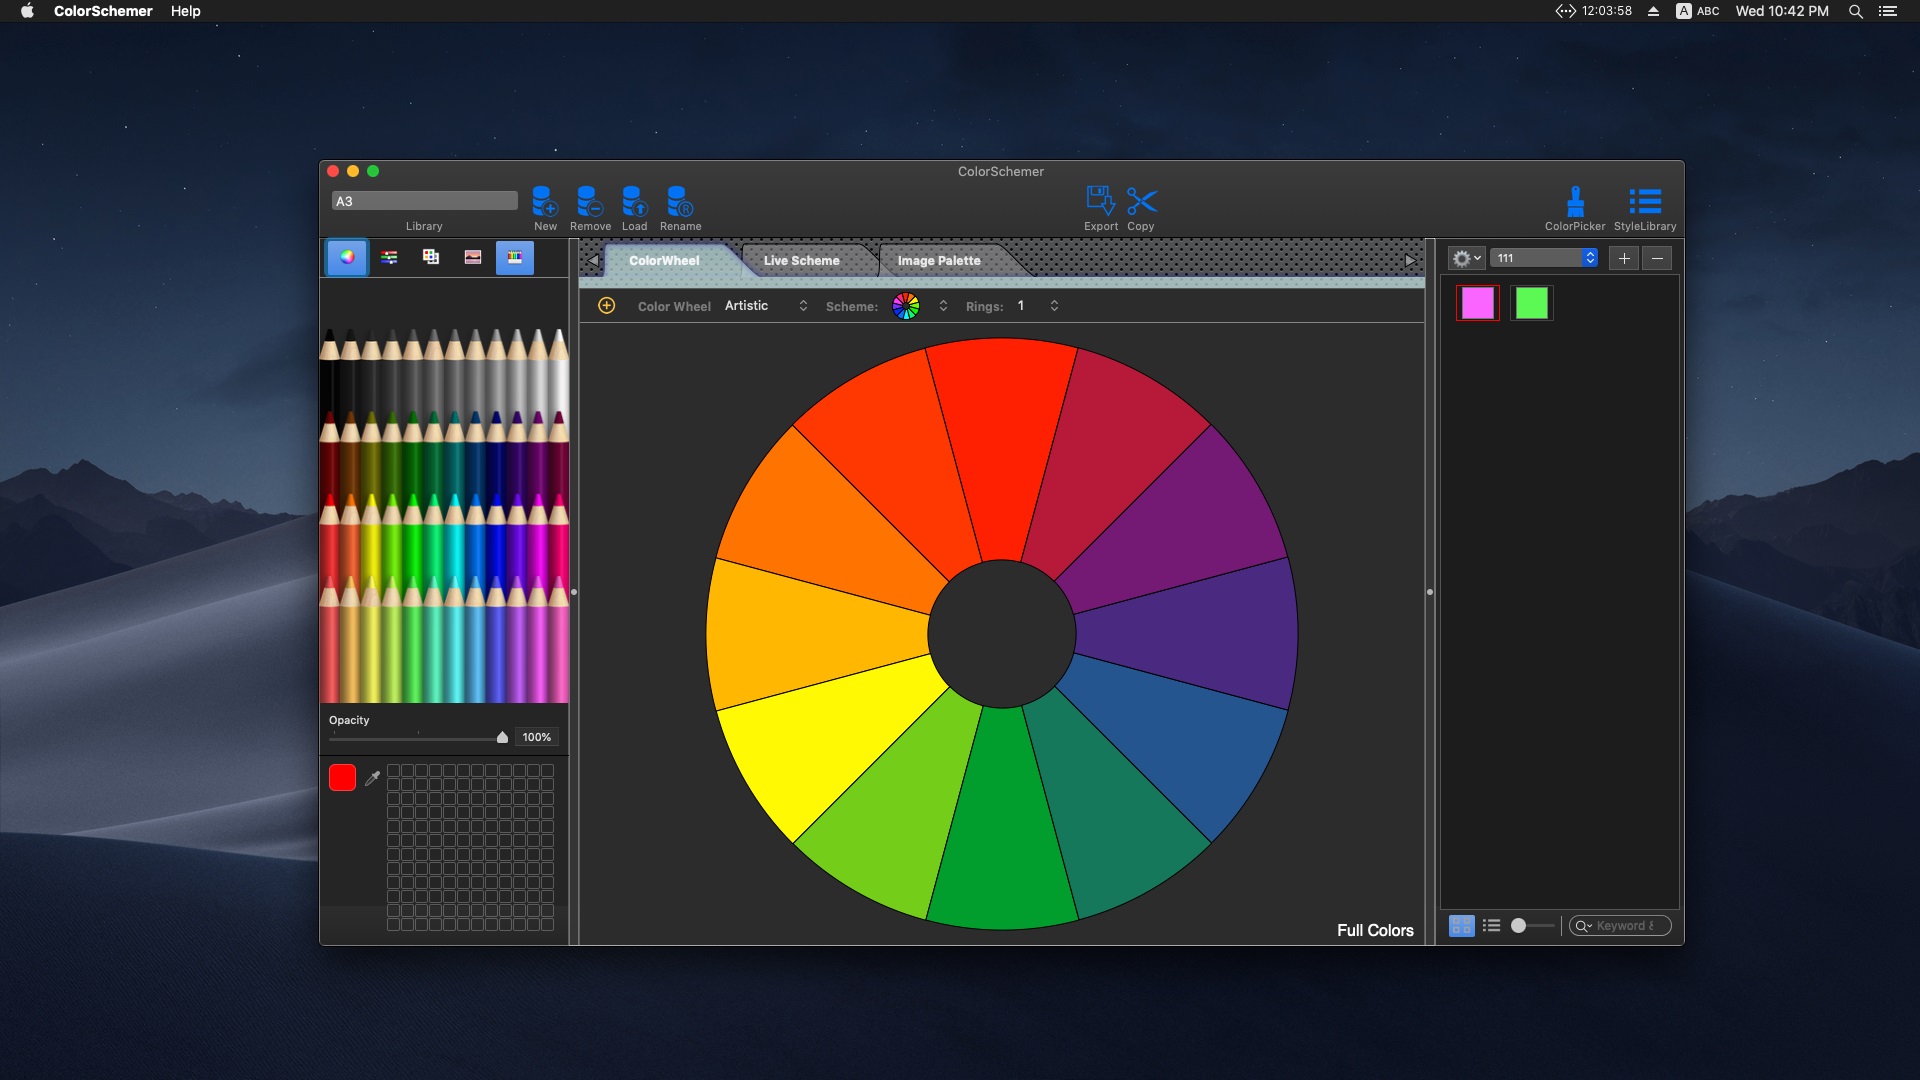 ColorSchemer Help
12:03:58 A ABC Wed 10:42 PM
ColorSchemer
A3
Library New Remove Load Rename Export Copy ColorPicker StyleLibrary
ColorWheel Live Scheme Image Palette
111
Color Wheel Artistic Scheme: Rings: 1
Opacity
100%
Full Colors
Keyword